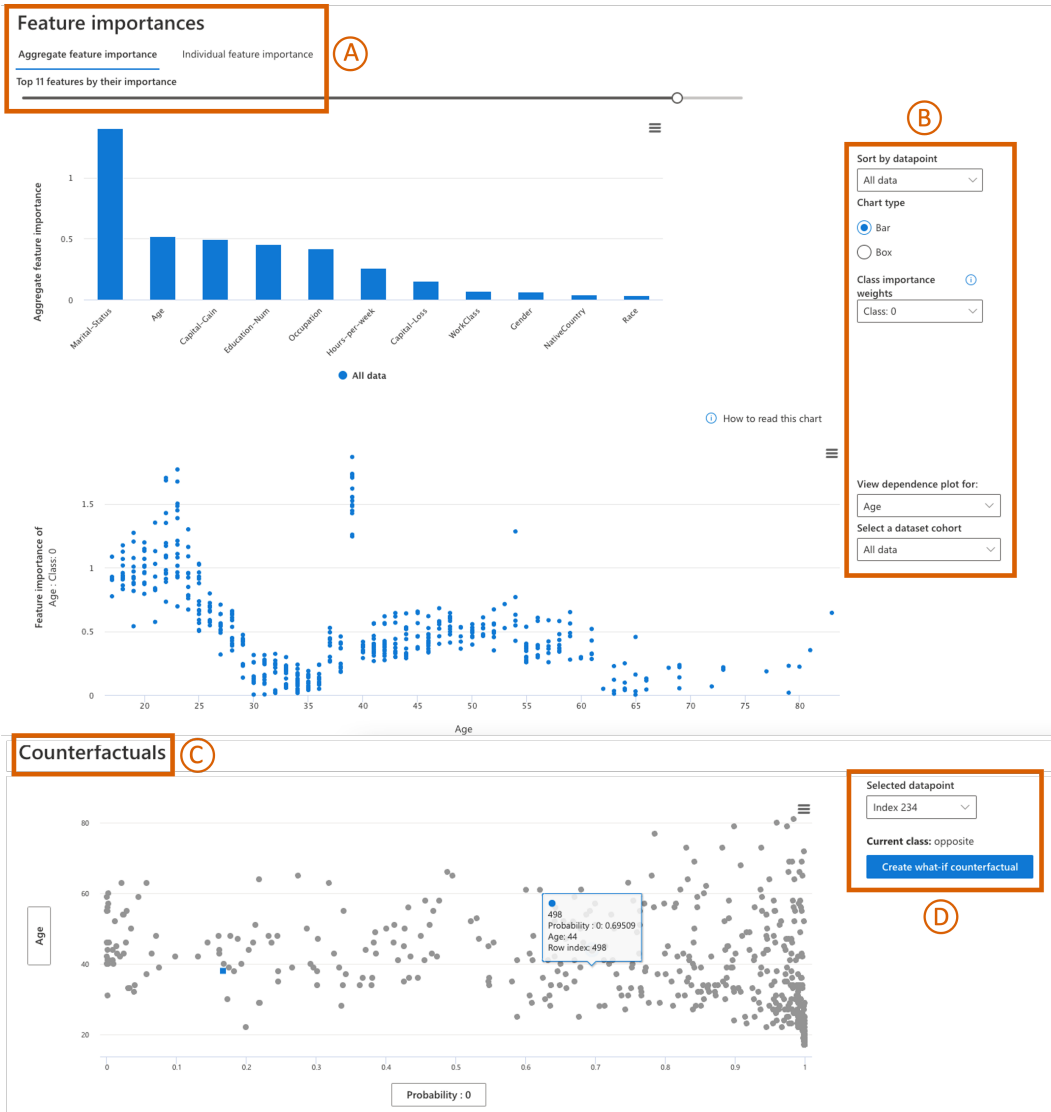 Feature importances
Aggregate feature importance
Individual feature importance
A
Top 11 features by their importance
B
Sort by datapoint
All data
Chart type
Bar
Box
Class importance
weights
Class: 0
Aggregate feature importance
1
0.5
0
Marital-Status
Age
Capital-Gain
Education-Num
Occupation
Hours-per-week
Capital-Loss
WorkClass
Gender
NativeCountry
Race
All data
How to read this chart
View dependence plot for:
Age
Select a dataset cohort
All data
Feature importance of
Age : Class: 0
1.5
1
0.5
0
20 25 30 35 40 45 50 55 60 65 70 75 80
Age
Counterfactuals
C
Selected datapoint
Index 234
Current class: opposite
Create what-if counterfactual
D
Age
80
60
40
20
498
Probability : 0: 0.69509
Age: 44
Row index: 498
0 0.1 0.2 0.3 0.4 0.5 0.6 0.7 0.8 0.9 1
Probability : 0